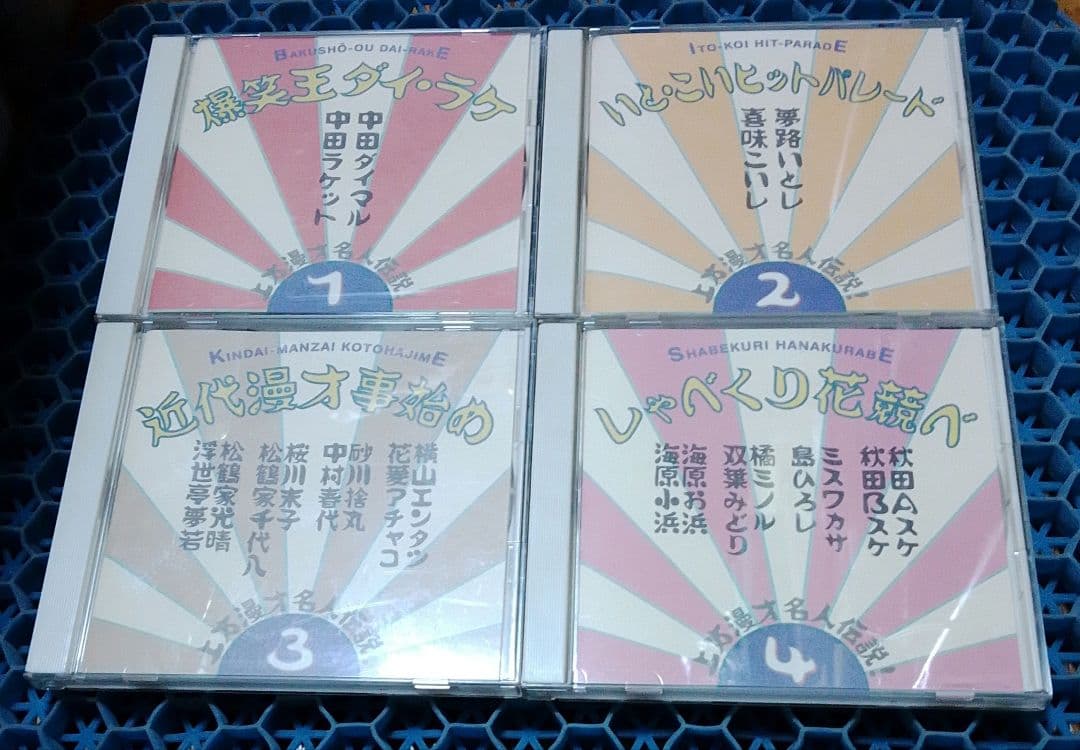 BAKUSHŌ-OU DAI-RAKE
爆笑王ダイ・ラケ
中田ダイマル
中田ラケット
上方漫才名人伝説!
1
ITO-KOI HIT-PARADE
いと・こいヒットパレード
夢路いとし
喜味こいし
上方漫才名人伝説!
2
KINDAI-MANZAI KOTOHAJIME
近代漫才事始め
横山エンタツ
花菱アチャコ
砂川捨丸
中村春代
桜川末子
松鶴家千代八
松鶴家光晴
浮世亭夢若
上方漫才名人伝説!
3
SHABEKURI HANAKURABE
しゃべくり花競べ
秋田Aスケ
秋田Bスケ
ミスワカサ
島ひろし
橘ミノル
双葉みどり
海原お浜
海原小浜
上方漫才名人伝説!
4